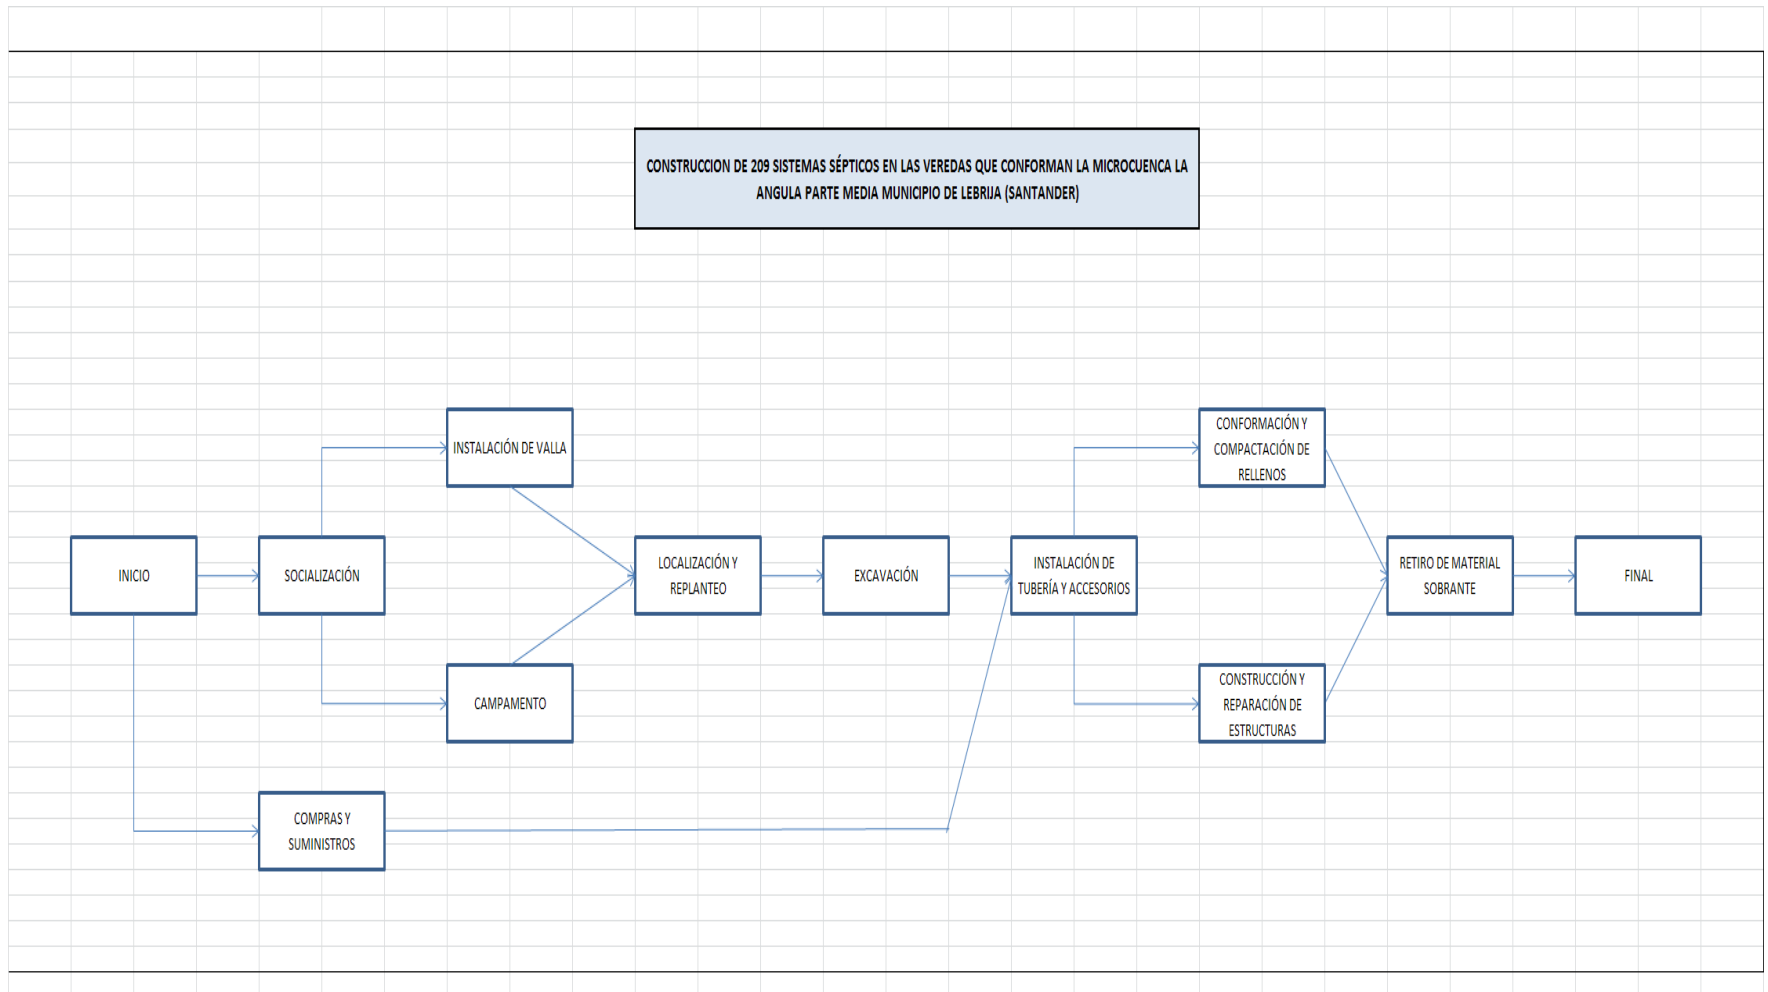 CONSTRUCCION DE 209 SISTEMAS SÉPTICOS EN LAS VEREDAS QUE CONFORMAN LA MICROCUENCA LA
ANGULA PARTE MEDIA MUNICIPIO DE LEBRIJA (SANTANDER)
INICIO
SOCIALIZACIÓN
COMPRAS Y
SUMINISTROS
INSTALACIÓN DE VALLA
CAMPAMENTO
LOCALIZACIÓN Y
REPLANTEO
EXCAVACIÓN
INSTALACIÓN DE
TUBERÍA Y ACCESORIOS
CONFORMACIÓN Y
COMPACTACIÓN DE
RELLENOS
CONSTRUCCIÓN Y
REPARACIÓN DE
ESTRUCTURAS
RETIRO DE MATERIAL
SOBRANTE
FINAL